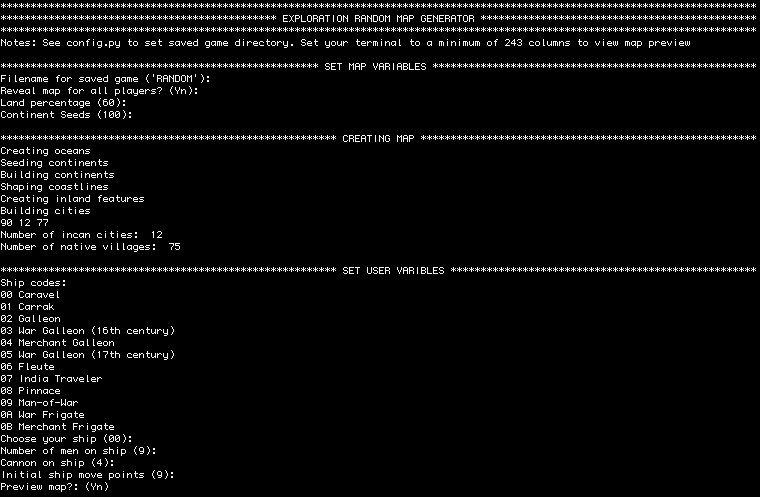 ******************************************************************************************************************************
********************************************** EXPLORATION RANDOM MAP GENERATOR **********************************************
******************************************************************************************************************************
Notes: See config.py to set saved game directory. Set your terminal to a minimum of 243 columns to view map preview
***************************************************** SET MAP VARIABLES ******************************************************
Filename for saved game ('RANDOM'):
Reveal map for all players? (Yn):
Land percentage (60):
Continent Seeds (100):
******************************************************** CREATING MAP ********************************************************
Creating oceans
Seeding continents
Building continents
Shaping coastlines
Creating inland features
Building cities
90 12 77
Number of incan cities:  12
Number of native villages:  75
******************************************************** SET USER VARIBLES ***************************************************
Ship codes:
00 Caravel
01 Carrak
02 Galleon
03 War Galleon (16th century)
04 Merchant Galleon
05 War Galleon (17th century)
06 Fleute
07 India Traveler
08 Pinnace
09 Man-of-War
0A War Frigate
0B Merchant Frigate
Choose your ship (00):
Number of men on ship (9):
Cannon on ship (4):
Initial ship move points (9):
Preview map?: (Yn)